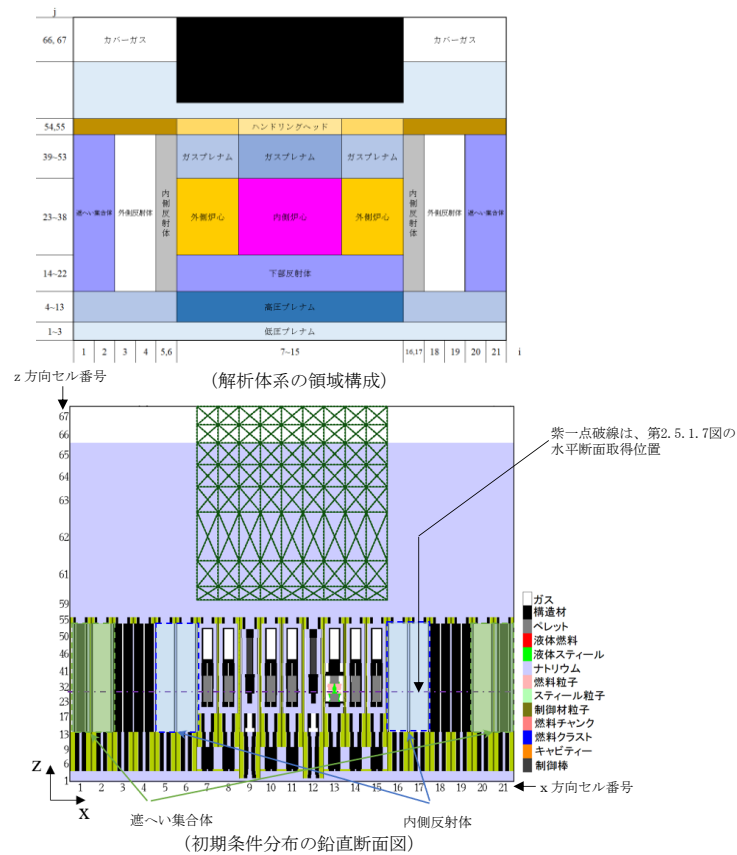 j
66, 67
カバーガス
カバーガス
54,55
ハンドリングヘッド
39~53
ガスプレナム
ガスプレナム
ガスプレナム
23~38
遮へい集合体
外側反射体
内側反射体
外側炉心
内側炉心
外側炉心
内側反射体
外側反射体
遮へい集合体
14~22
下部反射体
4~13
高圧プレナム
1~3
低圧プレナム
1 2 3 4 5,6 7~15 16,17 18 19 20 21 i
(解析体系の領域構成)
z 方向セル番号
紫一点破線は、第2.5.1.7図の
水平断面取得位置
67
66
65
64
63
62
61
59
55
50
46
41
37
32
28
23
17
13
9
6
1
ガス
構造材
ペレット
液体燃料
液体スティール
ナトリウム
燃料粒子
スティール粒子
制御材粒子
燃料チャンク
燃料クラスト
キャビティー
制御棒
Z
X
1 2 3 4 5 6 7 8 9 10 11 12 13 14 15 16 17 18 19 20 21
x 方向セル番号
遮へい集合体
内側反射体
(初期条件分布の鉛直断面図)